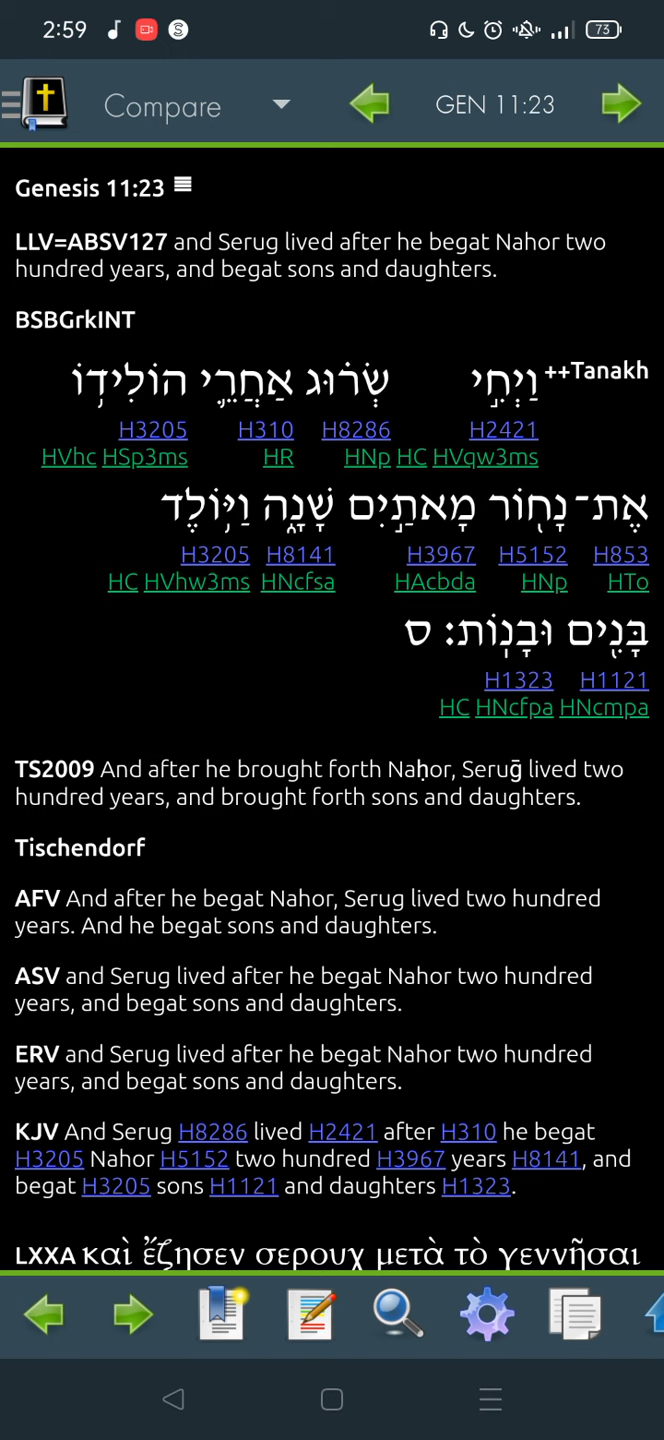 2:59
73
Compare
GEN 11:23
Genesis 11:23
LLV=ABSV127 and Serug lived after he begat Nahor two
hundred years, and begat sons and daughters.
BSBGrkINT
++Tanakh וַיְחִ֣י שְׂר֗וּג אַחֲרֵ֛י הוֹלִיד֥וֹ
H3205 H310 H8286 H2421
HVhc HSp3ms HR HNp HC HVqw3ms
אֶת־נָח֖וֹר מָאתַ֣יִם שָׁנָ֑ה וַיּ֥וֹלֶד
H3205 H8141 H3967 H5152 H853
HC HVhw3ms HNcfsa HAcbda HNp HTo
בָּנִ֖ים וּבָנֽוֹת׃ ס
H1323 H1121
HC HNcfpa HNcmpa
TS2009 And after he brought forth Naḥor, Seruḡ lived two
hundred years, and brought forth sons and daughters.
Tischendorf
AFV And after he begat Nahor, Serug lived two hundred
years. And he begat sons and daughters.
ASV and Serug lived after he begat Nahor two hundred
years, and begat sons and daughters.
ERV and Serug lived after he begat Nahor two hundred
years, and begat sons and daughters.
KJV And Serug H8286 lived H2421 after H310 he begat
H3205 Nahor H5152 two hundred H3967 years H8141, and
begat H3205 sons H1121 and daughters H1323.
LXXA καὶ ἔζησεν σερουχ μετὰ τὸ γεννῆσαι